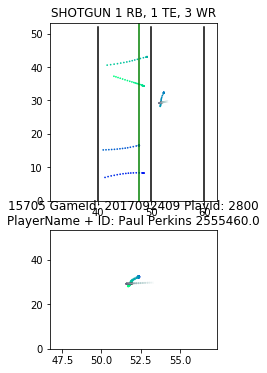 SHOTGUN 1 RB, 1 TE, 3 WR
50
40
30
20
10
0
40 50 60
15705 GameId: 2017092409 PlayId: 2800
PlayerName + ID: Paul Perkins 2555460.0
40
20
0
47.5 50.0 52.5 55.0